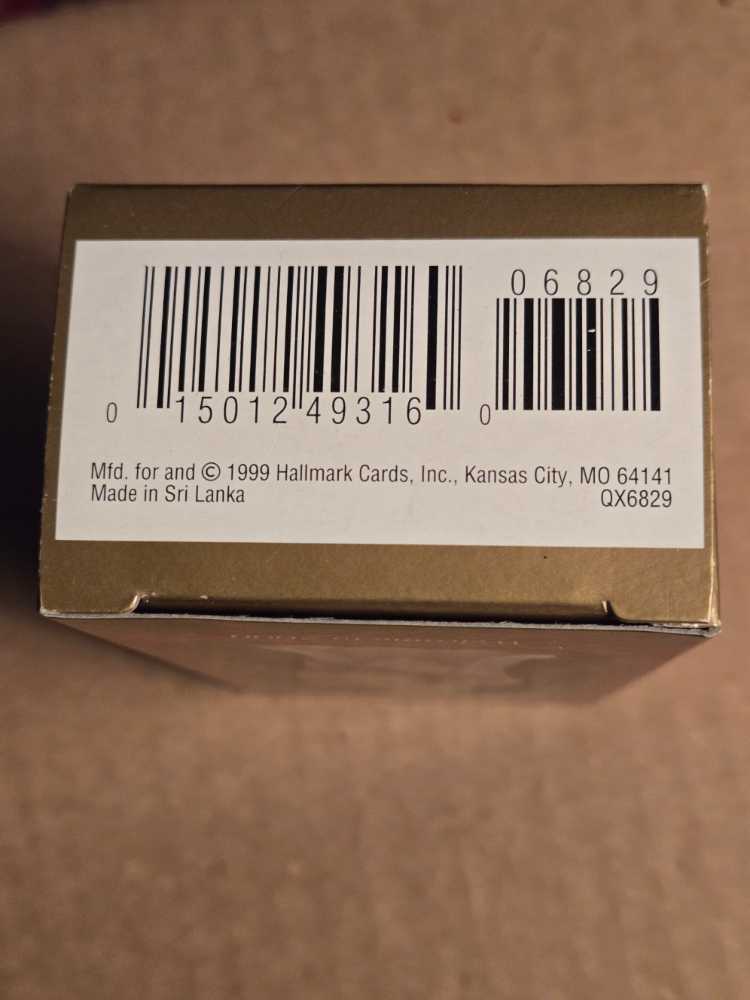 06829
0 15012 49316 0
Mfd. for and © 1999 Hallmark Cards, Inc., Kansas City, MO 64141
Made in Sri Lanka QX6829